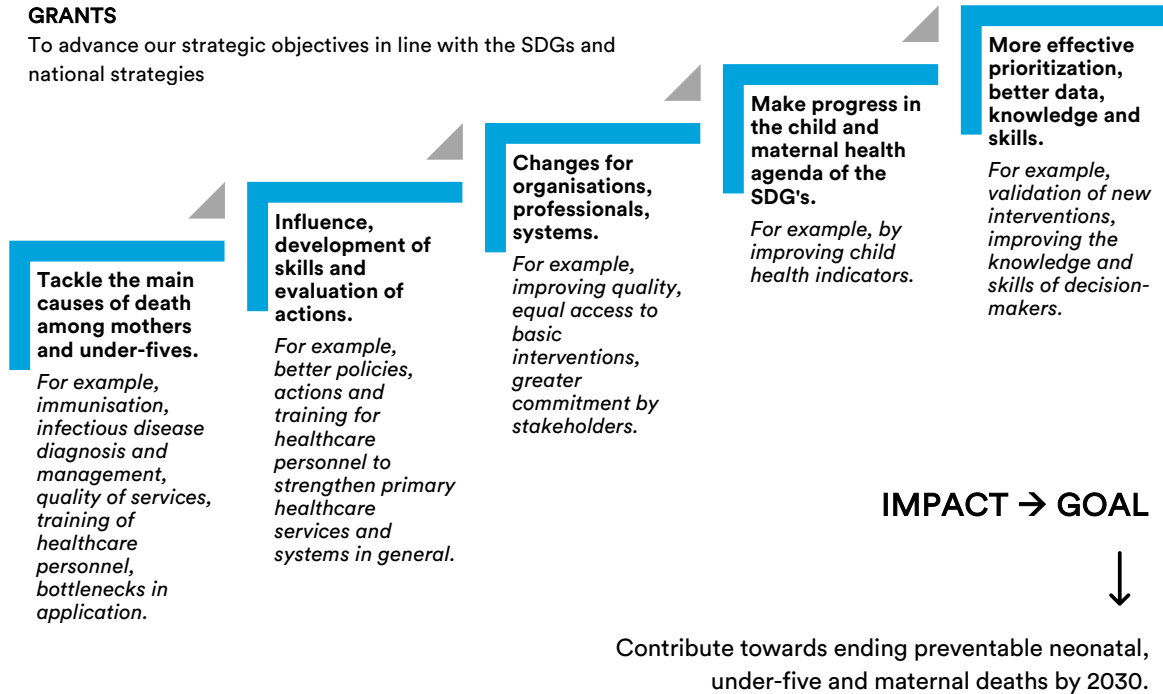 GRANTS
To advance our strategic objectives in line with the SDGs and
national strategies
Tackle the main
causes of death
among mothers
and under-fives.
For example,
immunisation,
infectious disease
diagnosis and
management,
quality of services,
training of
healthcare
personnel,
bottlenecks in
application.
Influence,
development of
skills and
evaluation of
actions.
For example,
better policies,
actions and
training for
healthcare
personnel to
strengthen primary
healthcare
services and
systems in general.
Changes for
organisations,
professionals,
systems.
For example,
improving quality,
equal access to
basic
interventions,
greater
commitment by
stakeholders.
Make progress in
the child and
maternal health
agenda of the
SDG's.
For example, by
improving child
health indicators.
More effective
prioritization,
better data,
knowledge and
skills.
For example,
validation of new
interventions,
improving the
knowledge and
skills of decision-
makers.
IMPACT → GOAL
↓
Contribute towards ending preventable neonatal,
under-five and maternal deaths by 2030.